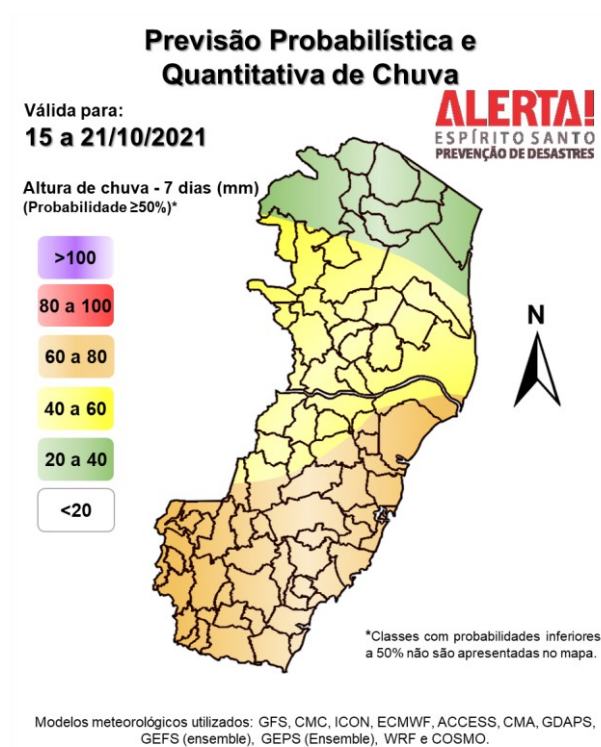 Previsão Probabilística e
Quantitativa de Chuva
Válida para:
15 a 21/10/2021
ALERTA!
ESPÍRITO SANTO
PREVENÇÃO DE DESASTRES
Altura de chuva - 7 dias (mm)
(Probabilidade ≥50%)*
>100
80 a 100
60 a 80
40 a 60
20 a 40
<20
N
*Classes com probabilidades inferiores
a 50% não são apresentadas no mapa.
Modelos meteorológicos utilizados: GFS, CMC, ICON, ECMWF, ACCESS, CMA, GDAPS,
GEFS (ensemble), GEPS (Ensemble), WRF e COSMO.